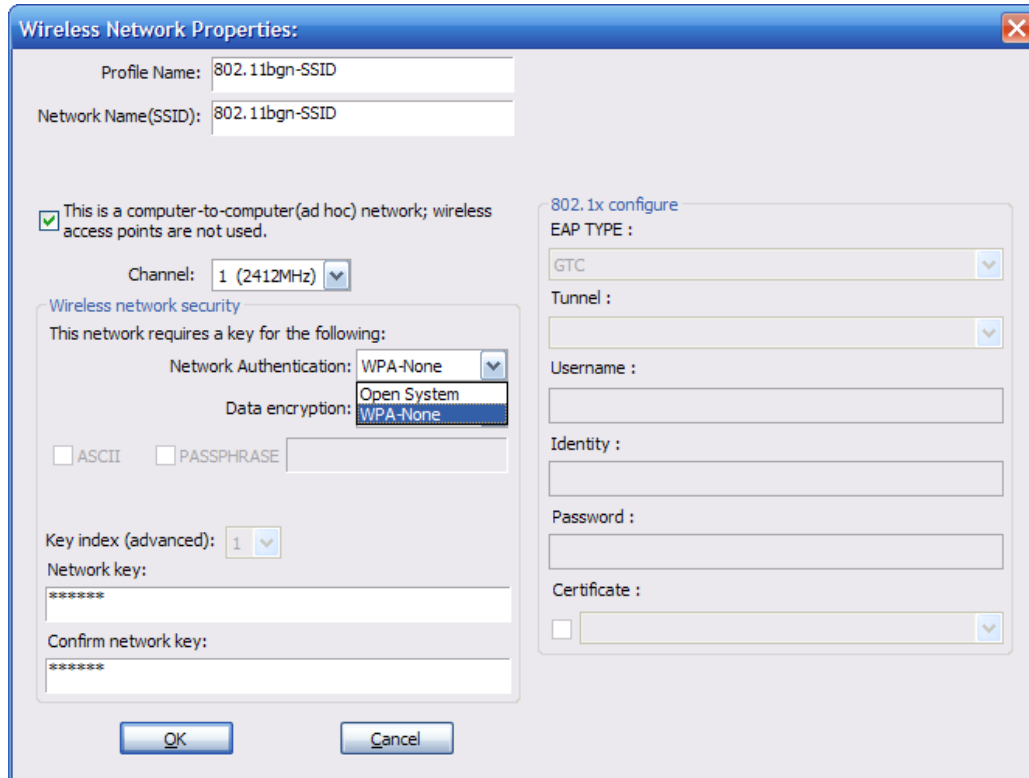 Wireless Network Properties:
Profile Name: 802.11bgn-SSID
Network Name(SSID): 802.11bgn-SSID
This is a computer-to-computer(ad hoc) network; wireless
access points are not used.
Channel: 1 (2412MHz)
Wireless network security
This network requires a key for the following:
Network Authentication: WPA-None
Open System
Data encryption: WPA-None
ASCII PASSPHRASE
Key index (advanced): 1
Network key:
******
Confirm network key:
******
OK Cancel
802.1x configure
EAP TYPE :
GTC
Tunnel :
Username :
Identity :
Password :
Certificate :